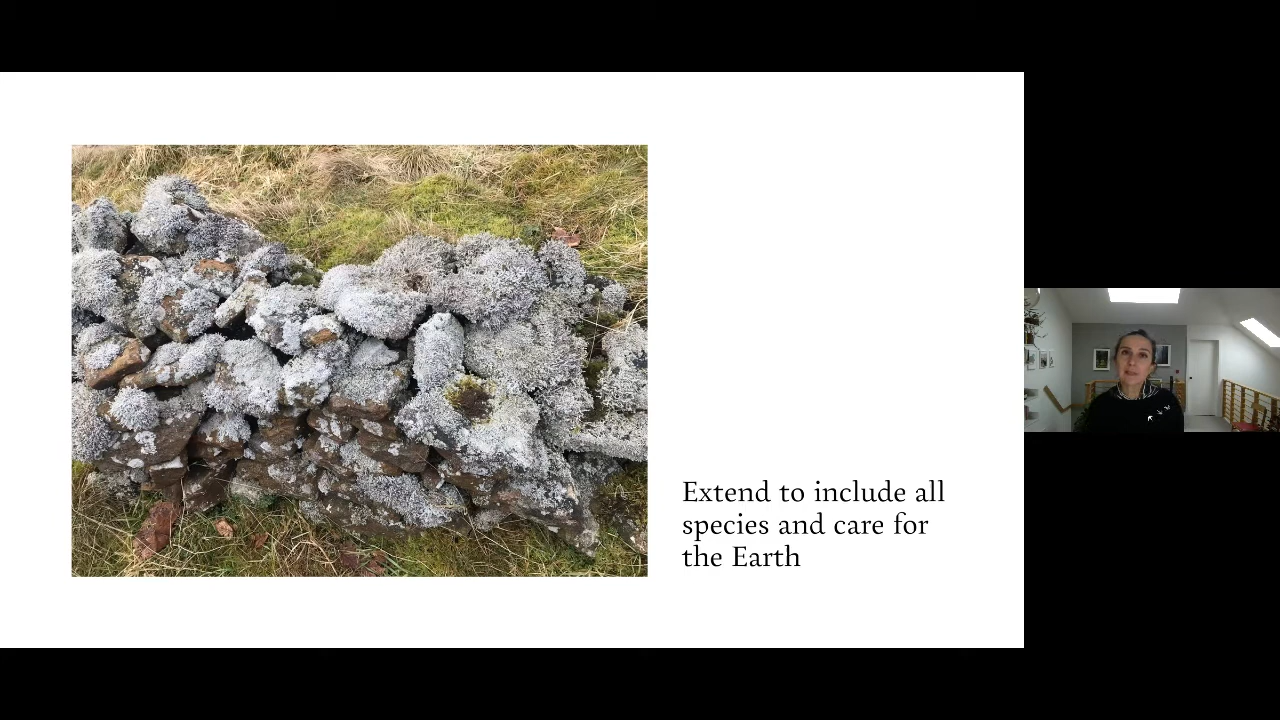 Extend to include all
species and care for
the Earth